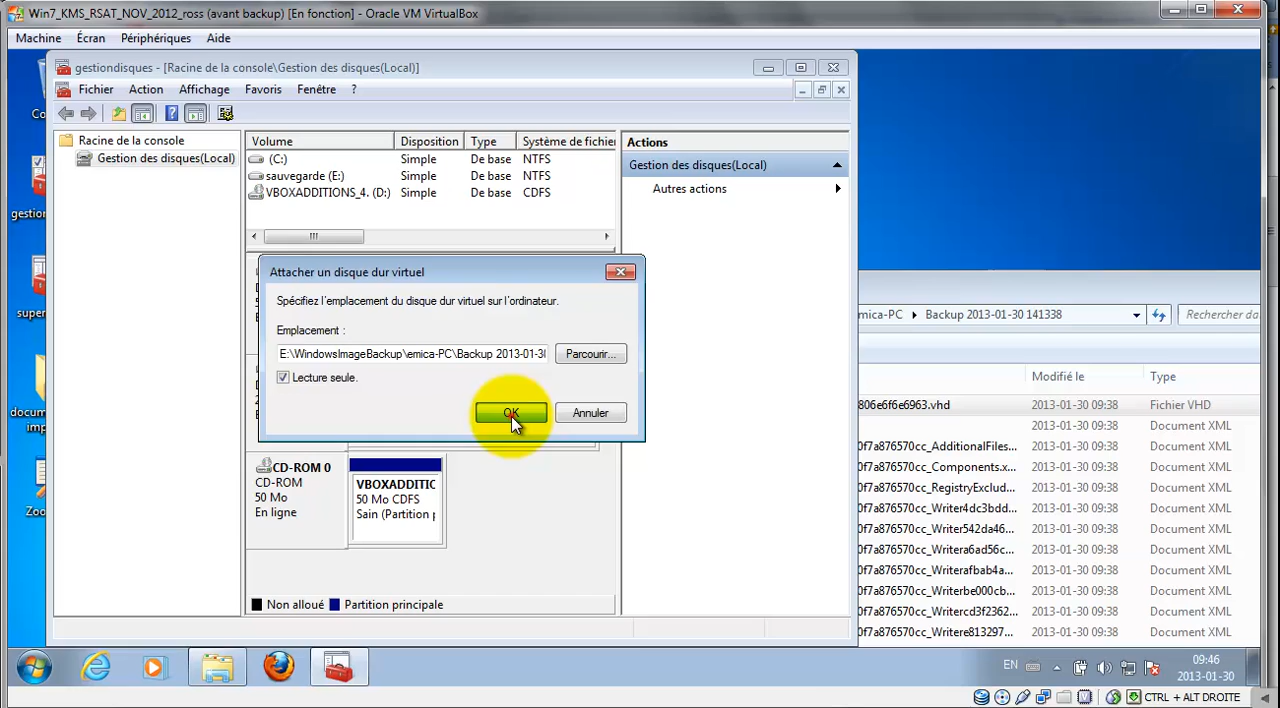 Win7_KMS_RSAT_NOV_2012_ross (avant backup) [En fonction] - Oracle VM VirtualBox
Machine Écran Périphériques Aide
gestiondisques - [Racine de la console\Gestion des disques(Local)]
Fichier Action Affichage Favoris Fenêtre ?
Racine de la console
Gestion des disques(Local)
Volume Disposition Type Système de fichier
(C:) Simple De base NTFS
sauvegarde (E:) Simple De base NTFS
VBOXADDITIONS_4. (D:) Simple De base CDFS
Actions
Gestion des disques(Local)
Autres actions
Co
gestion
super
docum
imp
Zoo
Attacher un disque dur virtuel
Spécifiez l'emplacement du disque dur virtuel sur l'ordinateur.
Emplacement :
E:\WindowsImageBackup\emica-PC\Backup 2013-01-3
Parcourir...
Lecture seule.
OK
Annuler
CD-ROM 0
CD-ROM
50 Mo
En ligne
VBOXADDITIC
50 Mo CDFS
Sain (Partition p
Non alloué Partition principale
emica-PC Backup 2013-01-30 141338
Rechercher da
Modifié le Type
806e6f6e6963.vhd 2013-01-30 09:38 Fichier VHD
2013-01-30 09:38 Document XML
0f7a876570cc_AdditionalFiles... 2013-01-30 09:38 Document XML
0f7a876570cc_Components.x... 2013-01-30 09:38 Document XML
0f7a876570cc_RegistryExclud... 2013-01-30 09:38 Document XML
0f7a876570cc_Writer4dc3bdd... 2013-01-30 09:38 Document XML
0f7a876570cc_Writer542da46... 2013-01-30 09:38 Document XML
0f7a876570cc_Writera6ad56c... 2013-01-30 09:38 Document XML
0f7a876570cc_Writerafbab4a... 2013-01-30 09:38 Document XML
0f7a876570cc_Writerbe000cb... 2013-01-30 09:38 Document XML
0f7a876570cc_Writercd3f2362... 2013-01-30 09:38 Document XML
0f7a876570cc_Writere813297... 2013-01-30 09:38 Document XML
EN
09:46
2013-01-30
CTRL + ALT DROITE